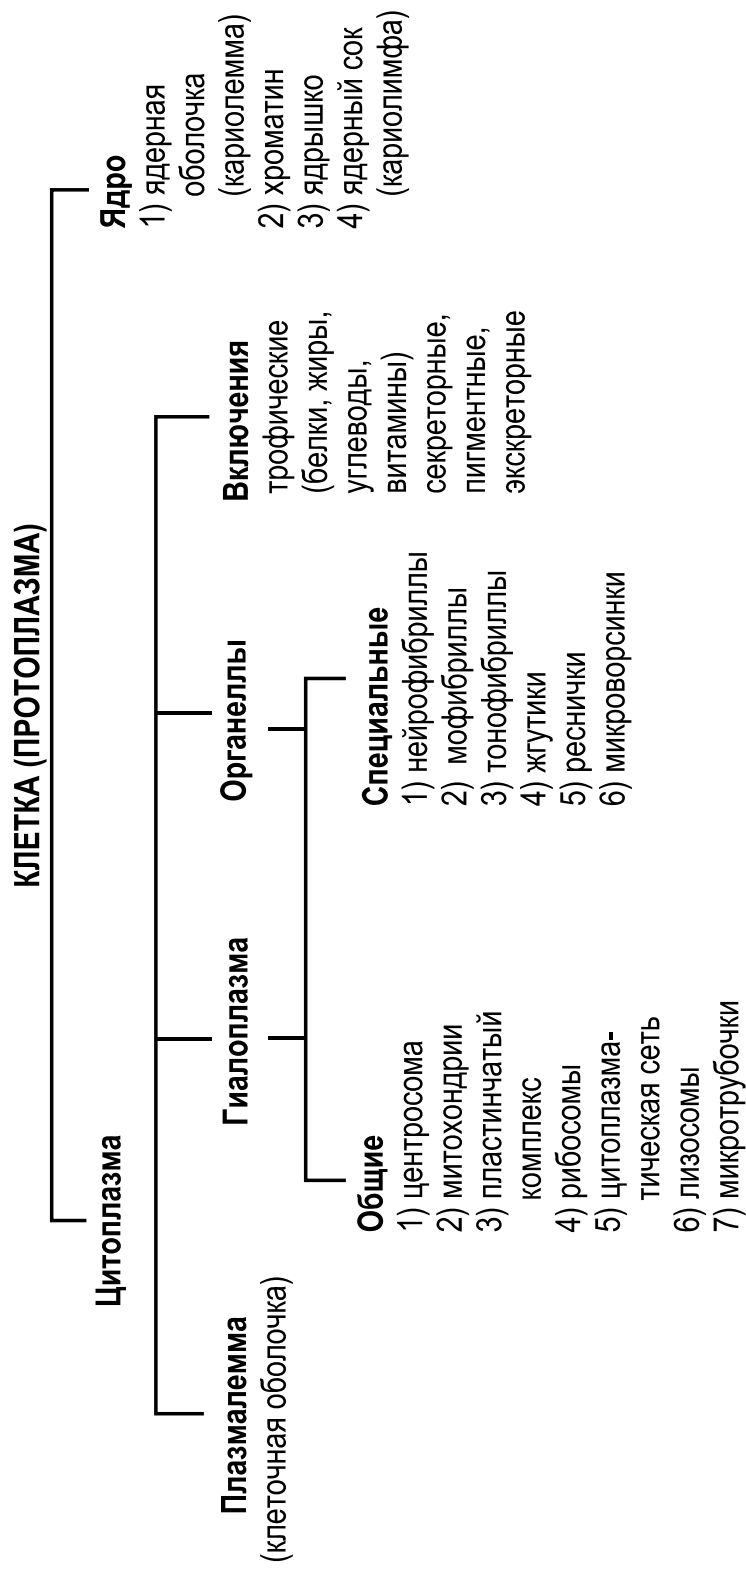 КЛЕТКА (ПРОТОПЛАЗМА)
Цитоплазма
Ядро
1) ядерная
оболочка
(кариолемма)
2) хроматин
3) ядрышко
4) ядерный сок
(кариолимфа)
Плазмалемма
(клеточная оболочка)
Гиалоплазма
Органеллы
Включения
трофические
(белки, жиры,
углеводы,
витамины)
секреторные,
пигментные,
экскреторные
Общие
1) центросома
2) митохондрии
3) пластинчатый
комплекс
4) рибосомы
5) цитоплазма-
тическая сеть
6) лизосомы
7) микротрубочки
Специальные
1) нейрофибриллы
2) мофибриллы
3) тонофибриллы
4) жгутики
5) реснички
6) микроворсинки